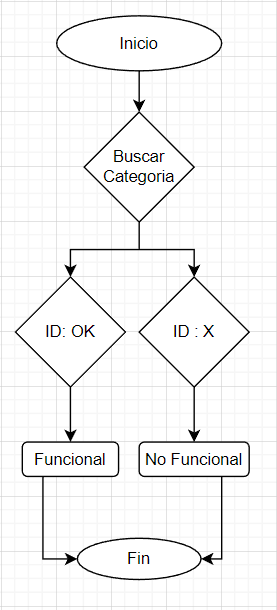 Inicio
Buscar
Categoria
ID: OK
ID : X
Funcional
No Funcional
Fin